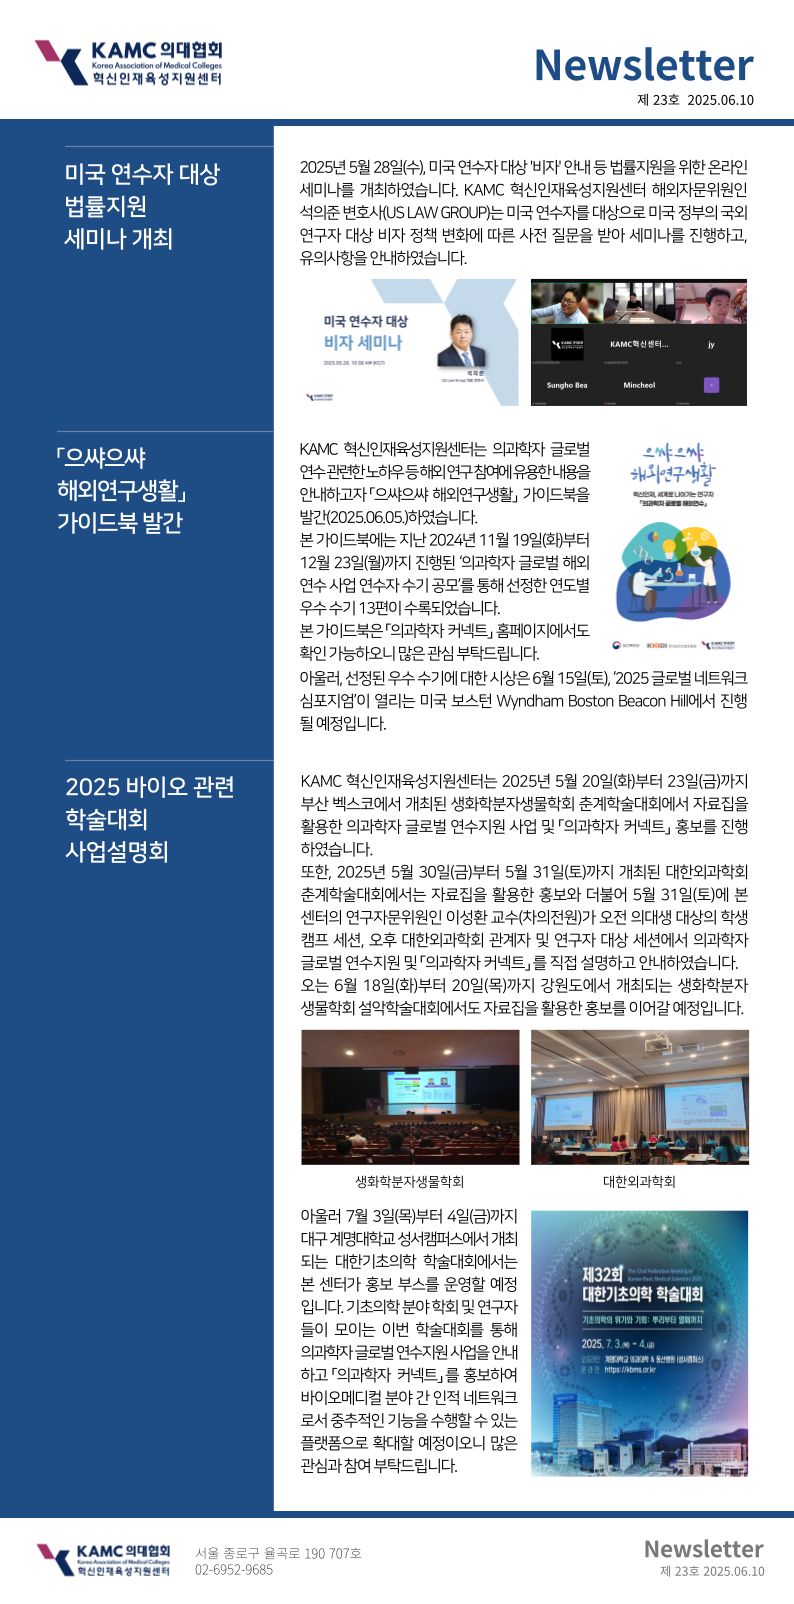 KAMC 의대협회
Korea Association of Medical Colleges
혁신인재육성지원센터
Newsletter
제 23호 2025.06.10
미국 연수자 대상
법률지원
세미나 개최
2025년 5월 28일(수), 미국 연수자 대상 '비자' 안내 등 법률지원을 위한 온라인
세미나를 개최하였습니다. KAMC 혁신인재육성지원센터 해외자문위원인
석의준 변호사(US LAW GROUP)는 미국 연수자를 대상으로 미국 정부의 국외
연구자 대상 비자 정책 변화에 따른 사전 질문을 받아 세미나를 진행하고,
유의사항을 안내하였습니다.
미국 연수자 대상
비자 세미나
2025.05.28. 10:00 AM (KST)
석의준
KAMC혁신센터...
jy
Sungho Bea
Mincheol
「으쌰으쌰
해외연구생활」
가이드북 발간
KAMC 혁신인재육성지원센터는 의과학자 글로벌
연수 관련한 노하우 등 해외 연구 참여에 유용한 내용을
안내하고자 「으쌰으쌰 해외연구생활」 가이드북을
발간(2025.06.05.)하였습니다.
본 가이드북에는 지난 2024년 11월 19일(화)부터
12월 23일(월)까지 진행된 '의과학자 글로벌 해외
연수 사업 연수자 수기 공모'를 통해 선정한 연도별
우수 수기 13편이 수록되었습니다.
본 가이드북은 「의과학자 커넥트」 홈페이지에서도
확인 가능하오니 많은 관심 부탁드립니다.
아울러, 선정된 우수 수기에 대한 시상은 6월 15일(토), '2025 글로벌 네트워크
심포지엄'이 열리는 미국 보스턴 Wyndham Boston Beacon Hill에서 진행
될 예정입니다.
으쌰으쌰
해외연구생활
혁신인재, 세계로 나아가는 연구자
「의과학자 글로벌 해외연수」
보건복지부
KHIDI 한국보건산업진흥원
2025 바이오 관련
학술대회
사업설명회
KAMC 혁신인재육성지원센터는 2025년 5월 20일(화)부터 23일(금)까지
부산 벡스코에서 개최된 생화학분자생물학회 춘계학술대회에서 자료집을
활용한 의과학자 글로벌 연수지원 사업 및 「의과학자 커넥트」 홍보를 진행
하였습니다.
또한, 2025년 5월 30일(금)부터 5월 31일(토)까지 개최된 대한외과학회
춘계학술대회에서는 자료집을 활용한 홍보와 더불어 5월 31일(토)에 본
센터의 연구자문위원인 이성환 교수(차의전원)가 오전 의대생 대상의 학생
캠프 세션, 오후 대한외과학회 관계자 및 연구자 대상 세션에서 의과학자
글로벌 연수지원 및 「의과학자 커넥트」를 직접 설명하고 안내하였습니다.
오는 6월 18일(화)부터 20일(목)까지 강원도에서 개최되는 생화학분자
생물학회 설악학술대회에서도 자료집을 활용한 홍보를 이어갈 예정입니다.
생화학분자생물학회
대한외과학회
아울러 7월 3일(목)부터 4일(금)까지
대구 계명대학교 성서캠퍼스에서 개최
되는 대한기초의학 학술대회에서는
본 센터가 홍보 부스를 운영할 예정
입니다. 기초의학 분야 학회 및 연구자
들이 모이는 이번 학술대회를 통해
의과학자 글로벌 연수지원 사업을 안내
하고 「의과학자 커넥트」를 홍보하여
바이오메디컬 분야 간 인적 네트워크
로서 중추적인 기능을 수행할 수 있는
플랫폼으로 확대할 예정이오니 많은
관심과 참여 부탁드립니다.
제32회 The 32nd Federation Meeting of
Korean Basic Medical Scientists 2025
대한기초의학 학술대회
기초의학의 위기와 기회: 뿌리부터 열매까지
2025. 7. 3.(목) - 4.(금)
오프라인 계명대학교 의과대학 & 동산병원 (성서캠퍼스)
온라인 https://kbms.or.kr
KAMC 의대협회
Korea Association of Medical Colleges
혁신인재육성지원센터
서울 종로구 율곡로 190 707호
02-6952-9685
Newsletter
제 23호 2025.06.10